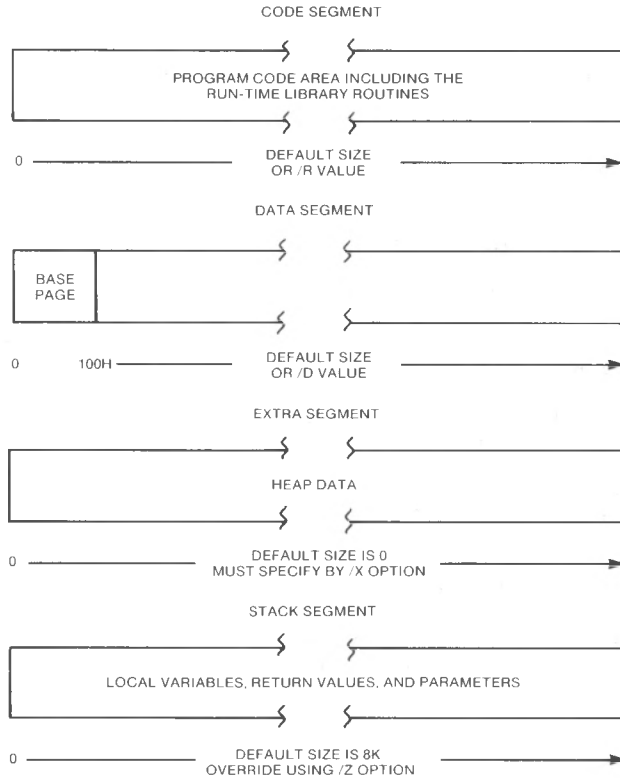 CODE SEGMENT
PROGRAM CODE AREA INCLUDING THE
RUN-TIME LIBRARY ROUTINES
0 DEFAULT SIZE
OR /R VALUE
DATA SEGMENT
BASE
PAGE
0 100H DEFAULT SIZE
OR /D VALUE
EXTRA SEGMENT
HEAP DATA
0 DEFAULT SIZE IS 0
MUST SPECIFY BY /X OPTION
STACK SEGMENT
LOCAL VARIABLES, RETURN VALUES, AND PARAMETERS
0 DEFAULT SIZE IS 8K
OVERRIDE USING /Z OPTION